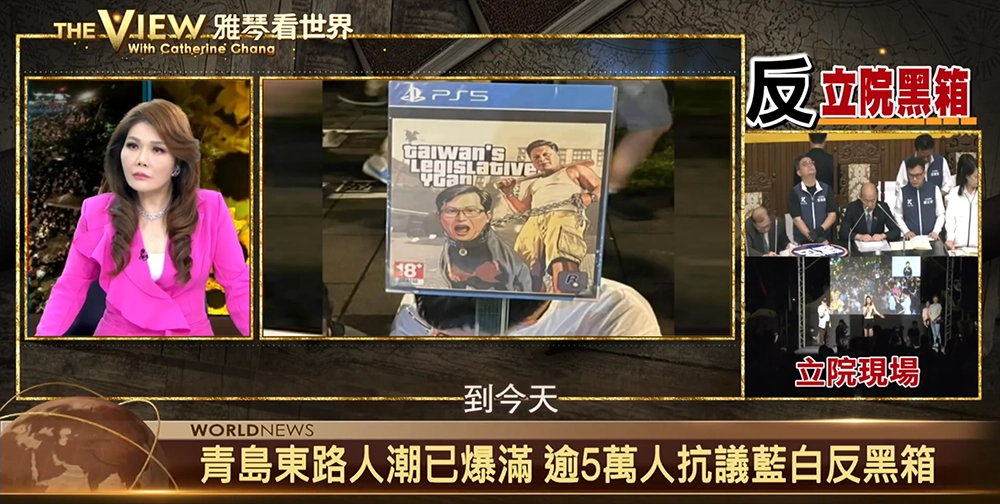 THE VIEW 雅琴看世界
With Catherine Chang
反立院黑箱
PS5
taiwan's
Legislative
Ytan!
18+
R
立院現場
到今天
WORLDNEWS
青島東路人潮已爆滿 逾5萬人抗議藍白反黑箱